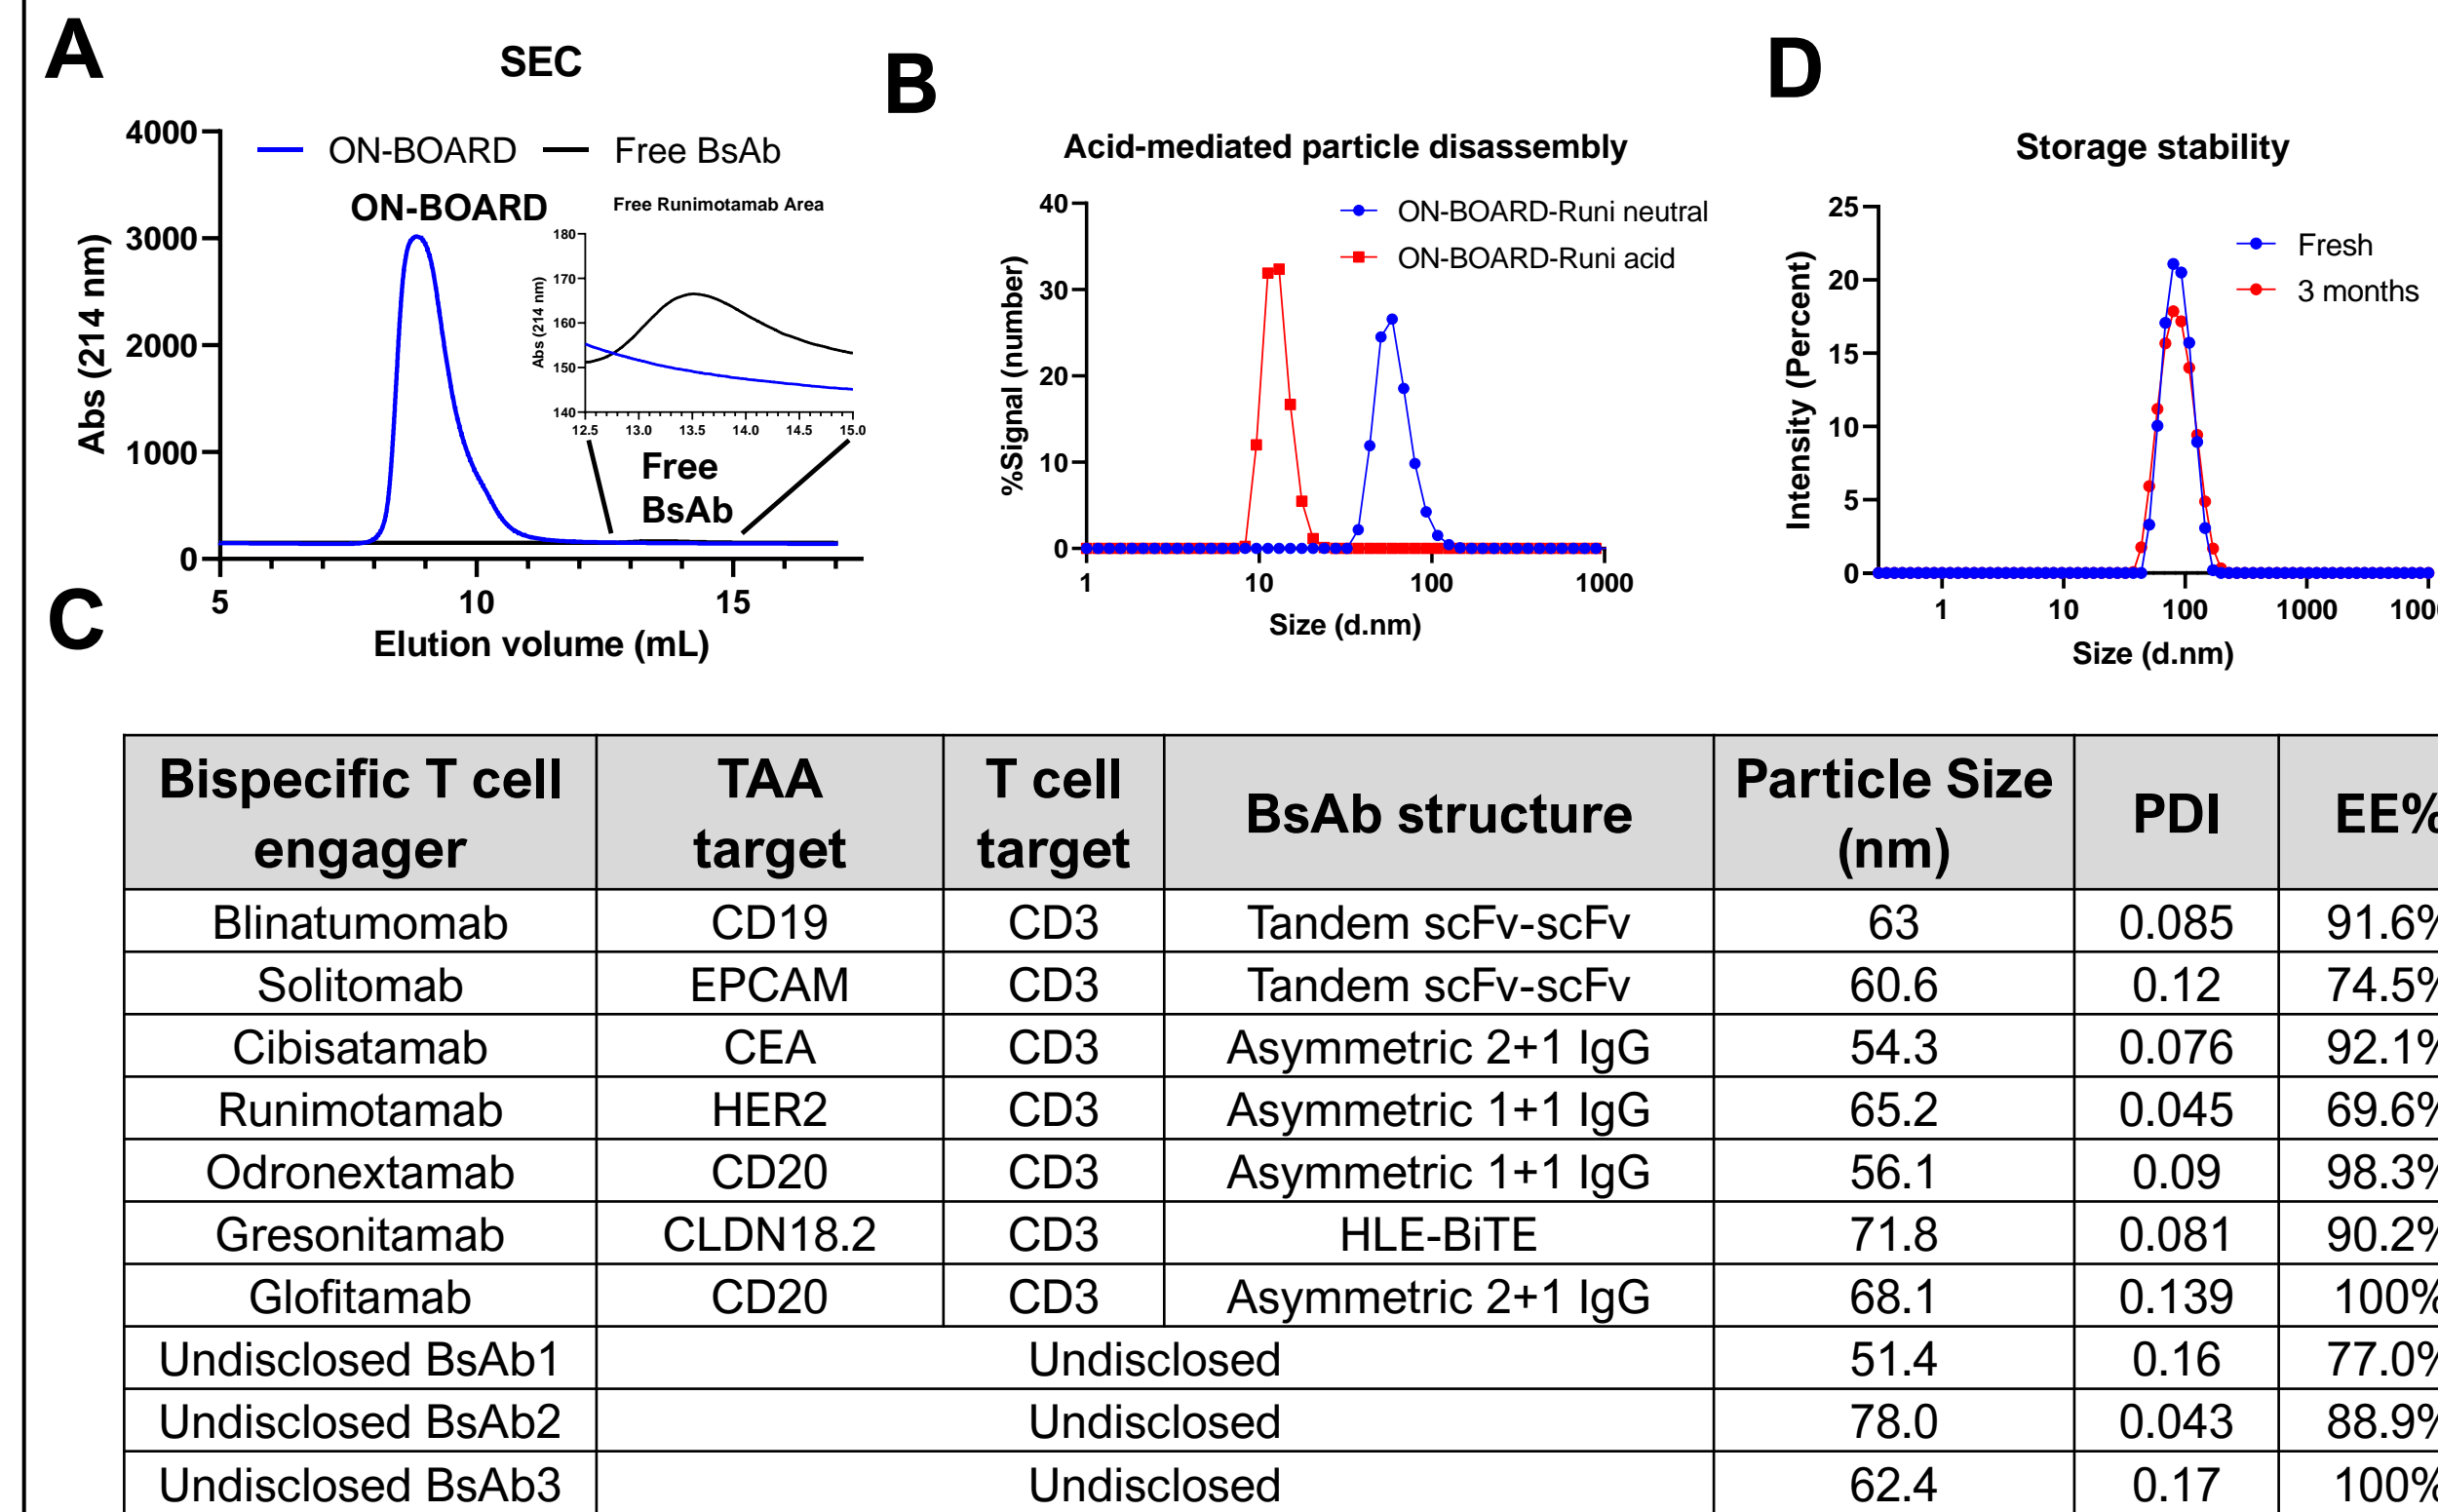 A
SEC
4000
3000
2000
1000
0
Abs (214 nm)
ON-BOARD
Free BsAb
ON-BOARD
Free Runimotamab Area
180
170
160
150
140
Abs (214 nm)
12.5 13.0 13.5 14.0 14.5 15.0
Free
BsAb
5 10 15
Elution volume (mL)
B
Acid-mediated particle disassembly
40
30
20
10
0
%Signal (number)
ON-BOARD-Runi neutral
ON-BOARD-Runi acid
1 10 100 1000
Size (d.nm)
D
Storage stability
25
20
15
10
5
0
Intensity (Percent)
Fresh
3 months
1 10 100 1000
Size (d.nm)
C
Bispecific T cell engager TAA target T cell target BsAb structure Particle Size (nm) PDI EE%
Blinatumomab CD19 CD3 Tandem scFv-scFv 63 0.085 91.6%
Solitomab EPCAM CD3 Tandem scFv-scFv 60.6 0.12 74.5%
Cibisatamab CEA CD3 Asymmetric 2+1 IgG 54.3 0.076 92.1%
Runimotamab HER2 CD3 Asymmetric 1+1 IgG 65.2 0.045 69.6%
Odronextamab CD20 CD3 Asymmetric 1+1 IgG 56.1 0.09 98.3%
Gresonitamab CLDN18.2 CD3 HLE-BiTE 71.8 0.081 90.2%
Glofitamab CD20 CD3 Asymmetric 2+1 IgG 68.1 0.139 100%
Undisclosed BsAb1 Undisclosed 51.4 0.16 77.0%
Undisclosed BsAb2 Undisclosed 78.0 0.043 88.9%
Undisclosed BsAb3 Undisclosed 62.4 0.17 100%